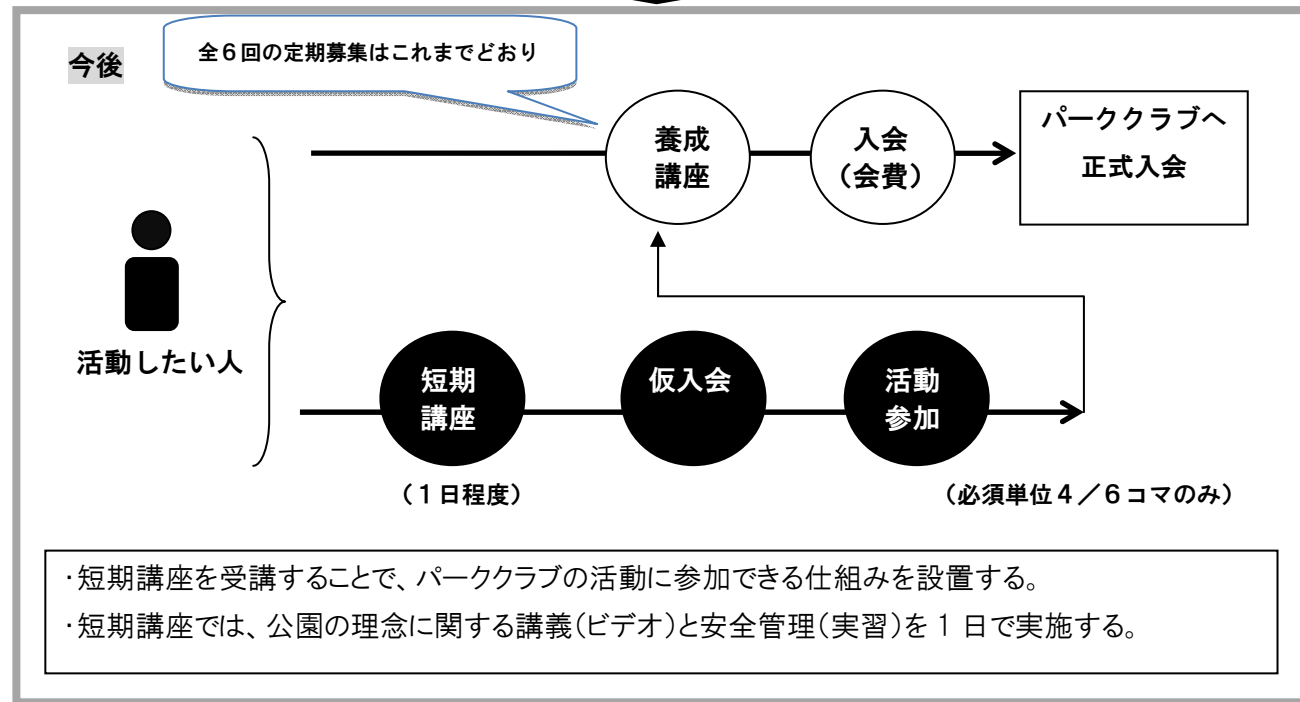 今後
全６回の定期募集はこれまでどおり
養成
講座
入会
（会費）
パーククラブへ
正式入会
活動したい人
短期
講座
仮入会
活動
参加
（１日程度）
（必須単位４／６コマのみ）
・短期講座を受講することで、パーククラブの活動に参加できる仕組みを設置する。
・短期講座では、公園の理念に関する講義（ビデオ）と安全管理（実習）を１日で実施する。